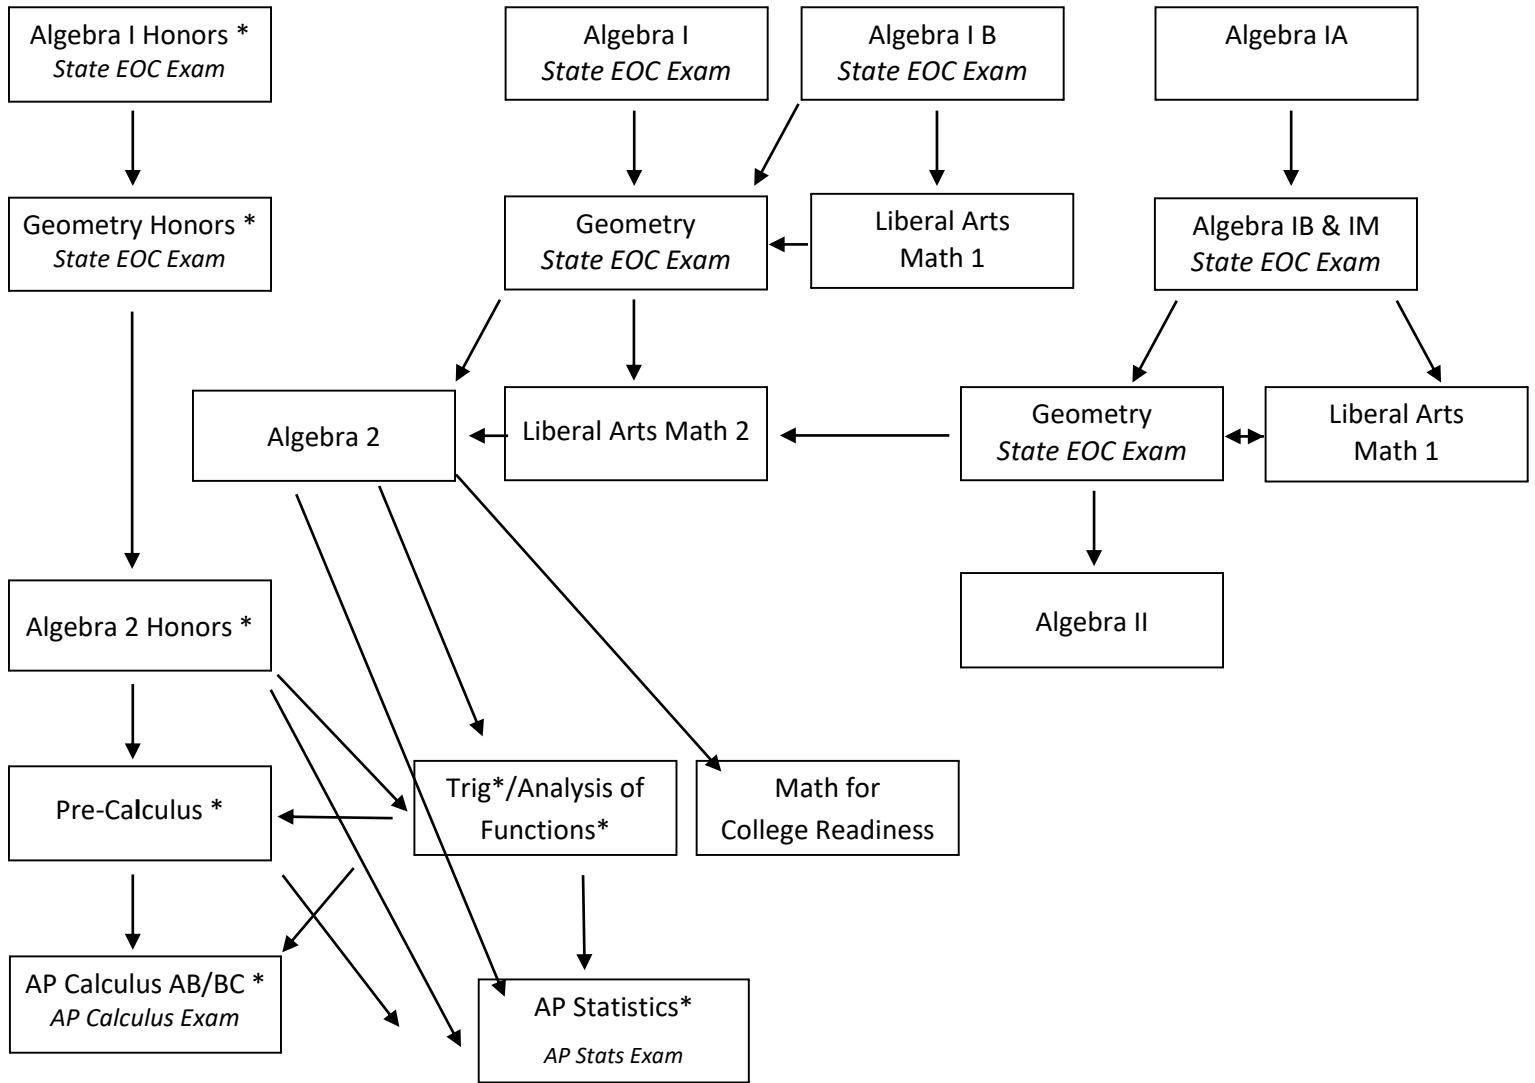 Algebra I Honors *
State EOC Exam
Algebra I
State EOC Exam
Algebra I B
State EOC Exam
Algebra IA
Geometry Honors *
State EOC Exam
Geometry
State EOC Exam
Liberal Arts
Math 1
Algebra IB & IM
State EOC Exam
Algebra 2
Liberal Arts Math 2
Geometry
State EOC Exam
Liberal Arts
Math 1
Algebra 2 Honors *
Algebra II
Pre-Calculus *
Trig*/Analysis of
Functions*
Math for
College Readiness
AP Calculus AB/BC *
AP Calculus Exam
AP Statistics*
AP Stats Exam